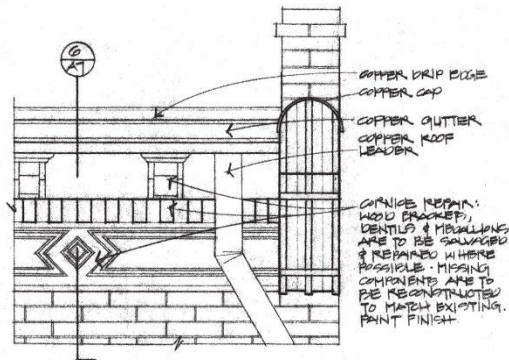 6
A7
COPPER DRIP EDGE
COPPER CAP
COPPER GUTTER
COPPER ROOF
LEADER
CORNICE REPAIR:
WOOD BRACKETS,
DENTILS & MEDALLIONS
ARE TO BE SALVAGED
& REPAIRED WHERE
POSSIBLE. MISSING
COMPONENTS ARE TO
BE RECONSTRUCTED
TO MATCH EXISTING.
PAINT FINISH